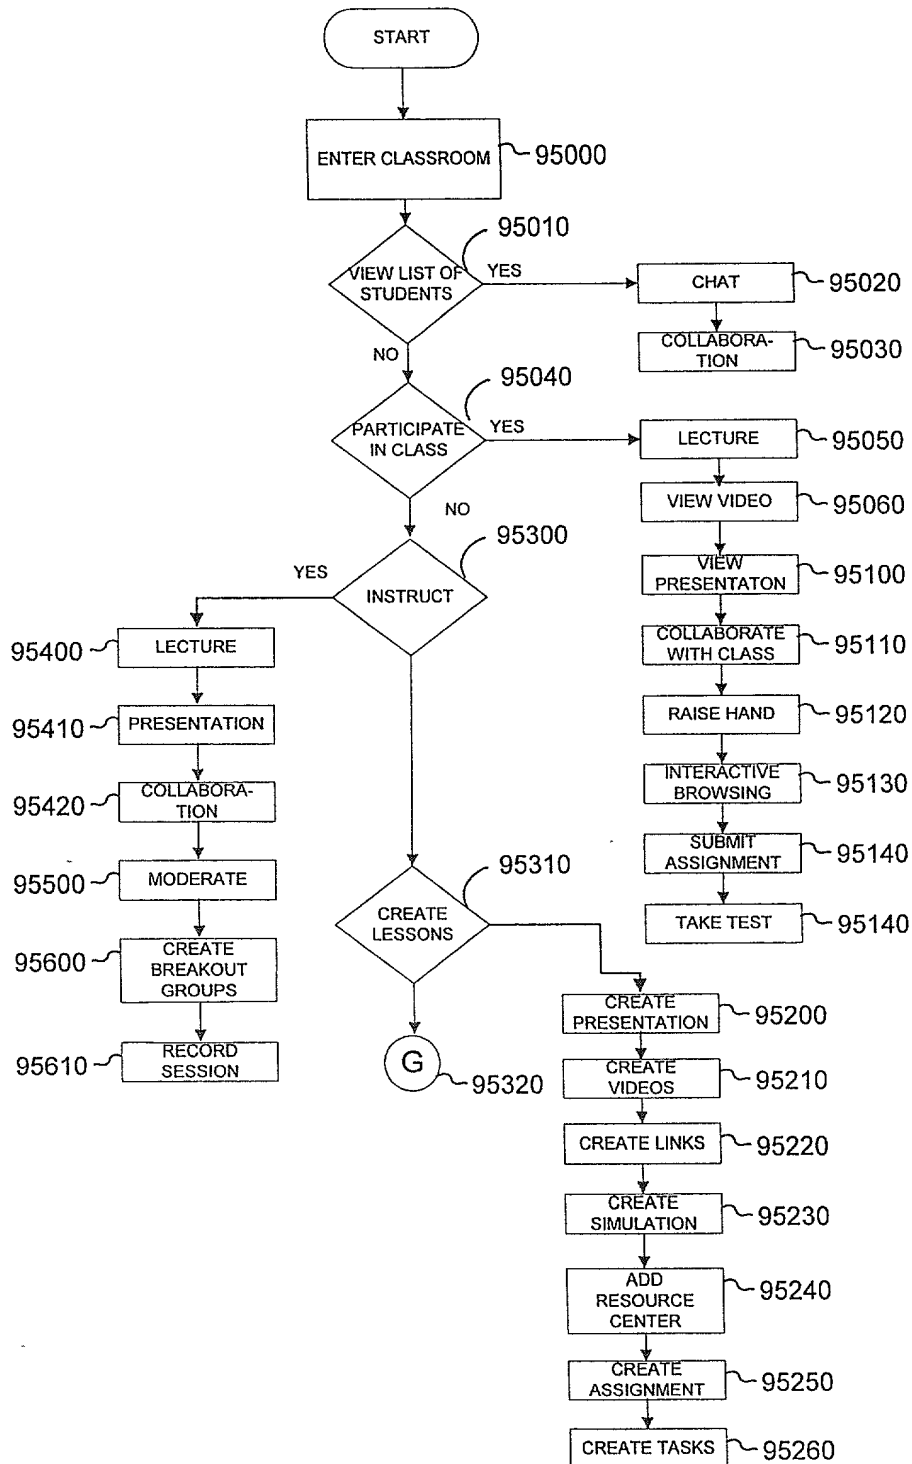 START
ENTER CLASSROOM
95000
95010
VIEW LIST OF
STUDENTS
YES
CHAT
95020
COLLABORA-
TION
95030
NO
95040
PARTICIPATE
IN CLASS
YES
LECTURE
95050
VIEW VIDEO
95060
NO
95300
VIEW
PRESENTATON
95100
YES
INSTRUCT
COLLABORATE
WITH CLASS
95110
95400
LECTURE
RAISE HAND
95120
95410
PRESENTATION
INTERACTIVE
BROWSING
95130
95420
COLLABORA-
TION
SUBMIT
ASSIGNMENT
95140
95500
MODERATE
95310
CREATE
LESSONS
TAKE TEST
95140
95600
CREATE
BREAKOUT
GROUPS
CREATE
PRESENTATION
95200
95610
RECORD
SESSION
G
95320
CREATE
VIDEOS
95210
CREATE LINKS
95220
CREATE
SIMULATION
95230
ADD
RESOURCE
CENTER
95240
CREATE
ASSIGNMENT
95250
CREATE TASKS
95260